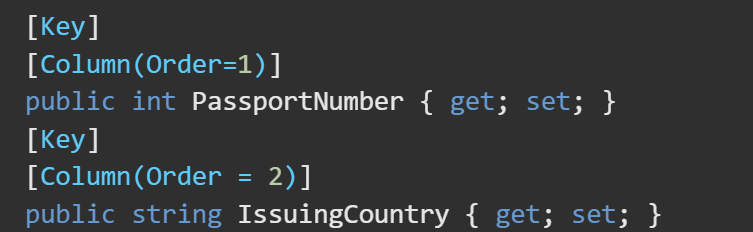 [Key]
[Column(Order=1)]
public int PassportNumber { get; set; }
[Key]
[Column(Order = 2)]
public string IssuingCountry { get; set; }